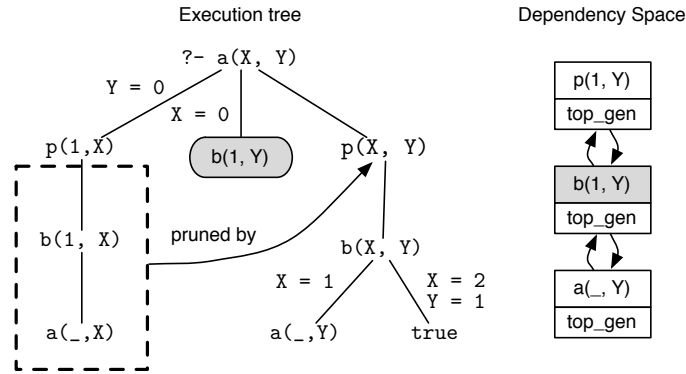 Execution tree
Dependency Space
?- a(X, Y)
Y = 0
X = 0
p(1, Y)
top_gen
p(1,X)
b(1, Y)
p(X, Y)
b(1, Y)
top_gen
b(1, X)
pruned by
b(X, Y)
X = 1
X = 2
Y = 1
a(_, Y)
top_gen
a(_,X)
a(_,Y)
true